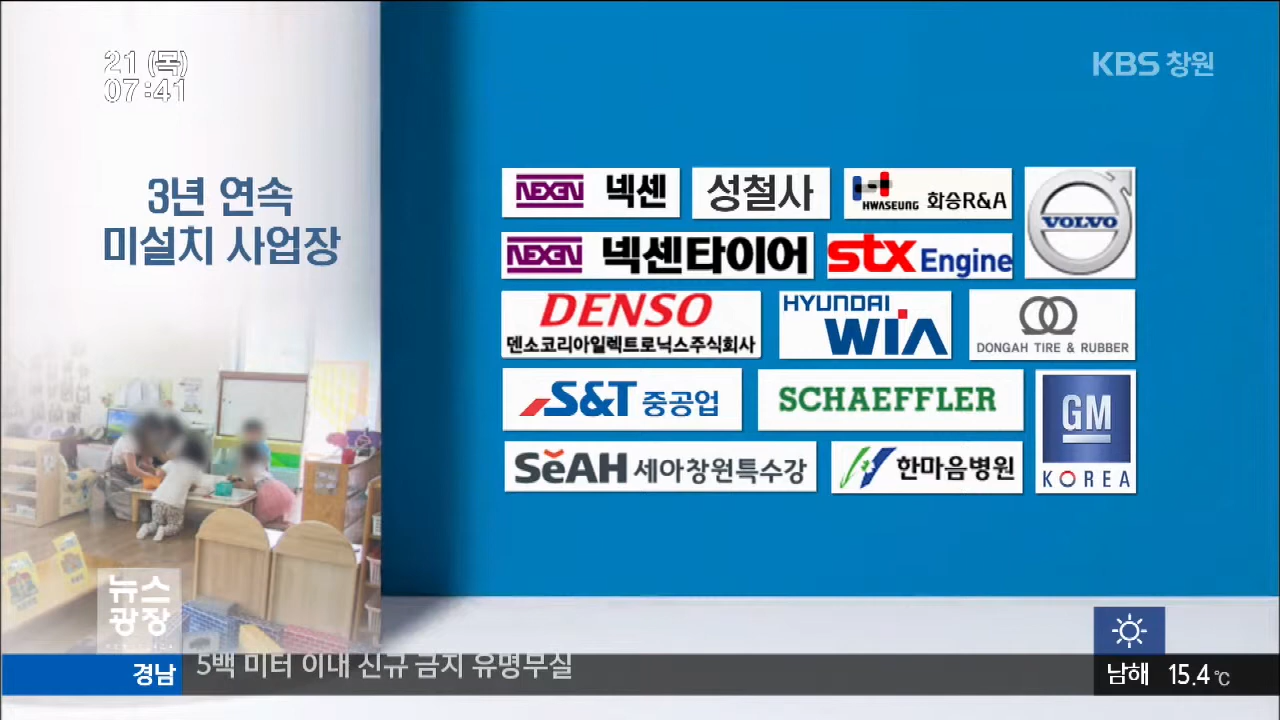 21 (목)
07:41
KBS 창원
3년 연속
미설치 사업장
NEXEN 넥센
성철사
HWASEUNG 화승R&A
VOLVO
NEXEN 넥센타이어
STX Engine
DENSO
덴소코리아일렉트로닉스주식회사
HYUNDAI
WIA
DONGAH TIRE & RUBBER
S&T 중공업
SCHAEFFLER
GM
KOREA
SeAH 세아창원특수강
한마음병원
뉴스
광장
경남
5백 미터 이내 신규 금지 유명무실
남해 15.4℃